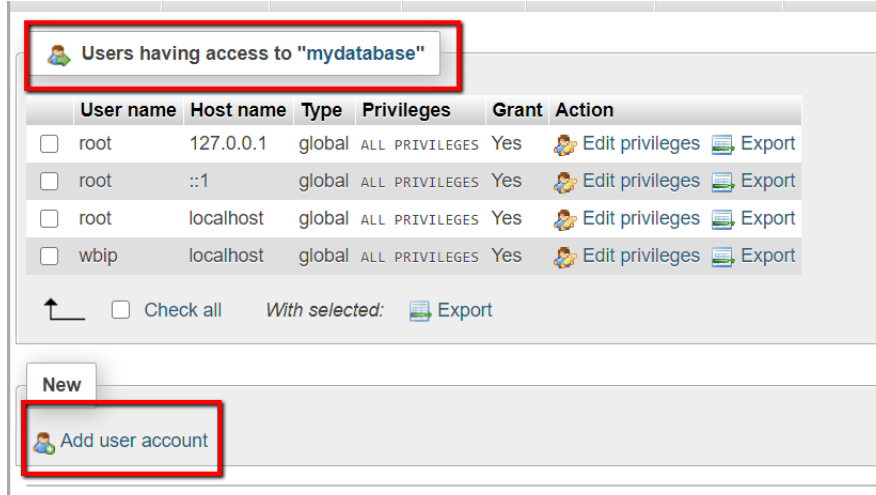 Users having access to "mydatabase"
User name Host name Type Privileges Grant Action
root 127.0.0.1 global ALL PRIVILEGES Yes Edit privileges Export
root ::1 global ALL PRIVILEGES Yes Edit privileges Export
root localhost global ALL PRIVILEGES Yes Edit privileges Export
wbip localhost global ALL PRIVILEGES Yes Edit privileges Export
Check all With selected: Export
New
Add user account